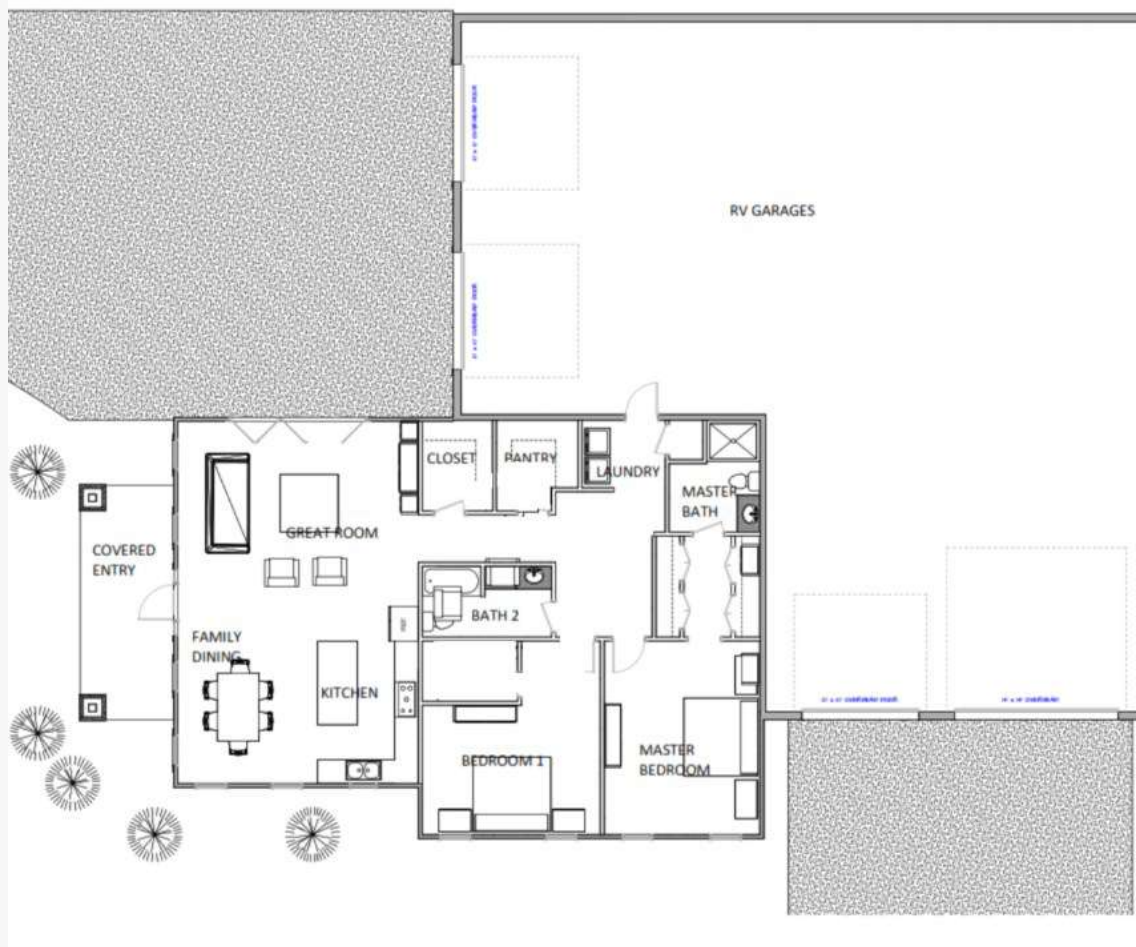 RV GARAGES
CLOSET
PANTRY
LAUNDRY
MASTER
BATH
GREAT ROOM
COVERED
ENTRY
BATH 2
FAMILY
DINING
KITCHEN
BEDROOM 1
MASTER
BEDROOM